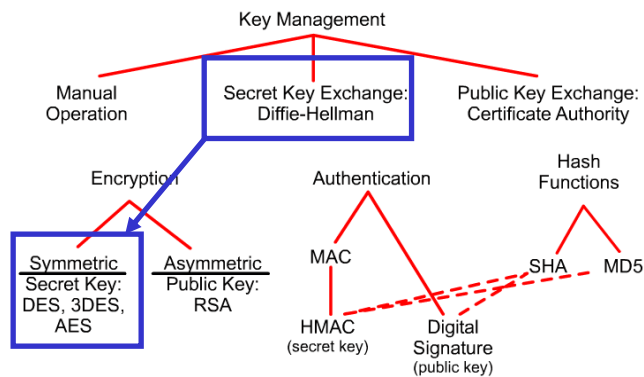 Key Management
Manual
Operation
Secret Key Exchange:
Diffie-Hellman
Public Key Exchange:
Certificate Authority
Encryption
Authentication
Hash
Functions
Symmetric
Secret Key:
DES, 3DES,
AES
Asymmetric
Public Key:
RSA
MAC
SHA
MD5
HMAC
(secret key)
Digital
Signature
(public key)